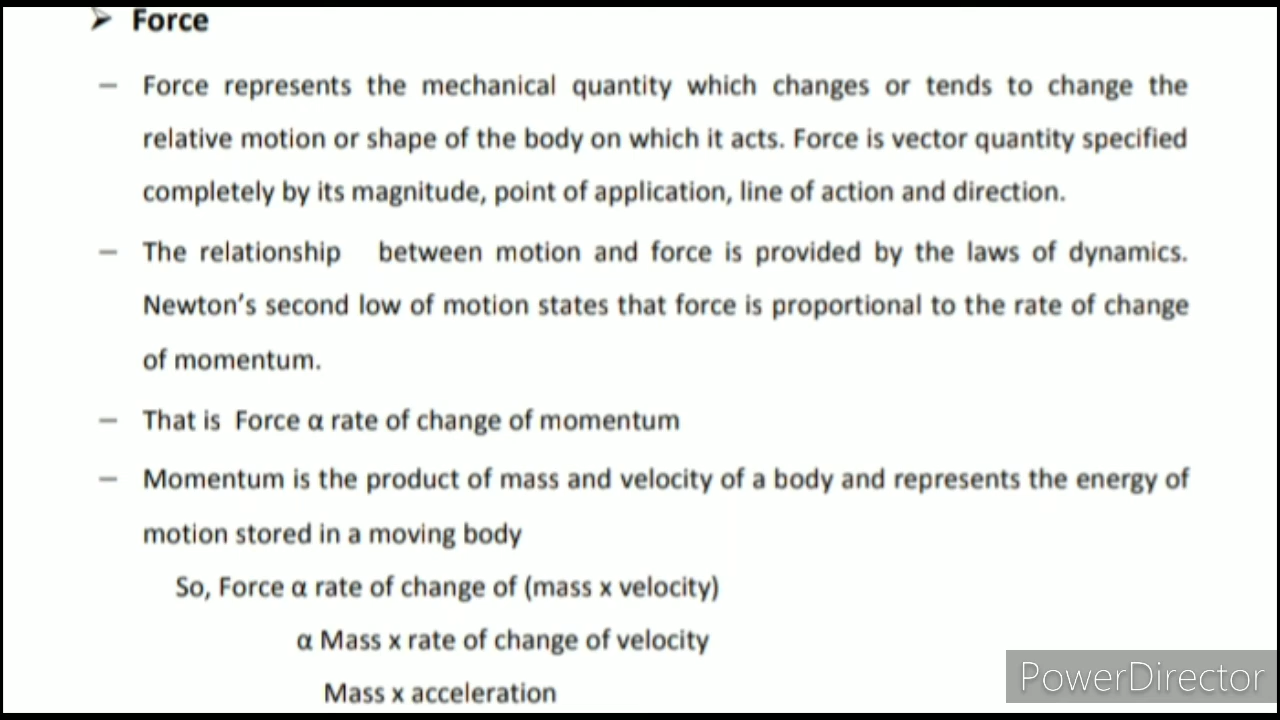 ➤ Force
– Force represents the mechanical quantity which changes or tends to change the
relative motion or shape of the body on which it acts. Force is vector quantity specified
completely by its magnitude, point of application, line of action and direction.
– The relationship between motion and force is provided by the laws of dynamics.
Newton’s second low of motion states that force is proportional to the rate of change
of momentum.
– That is Force α rate of change of momentum
– Momentum is the product of mass and velocity of a body and represents the energy of
motion stored in a moving body
So, Force α rate of change of (mass x velocity)
α Mass x rate of change of velocity
Mass x acceleration
PowerDirector